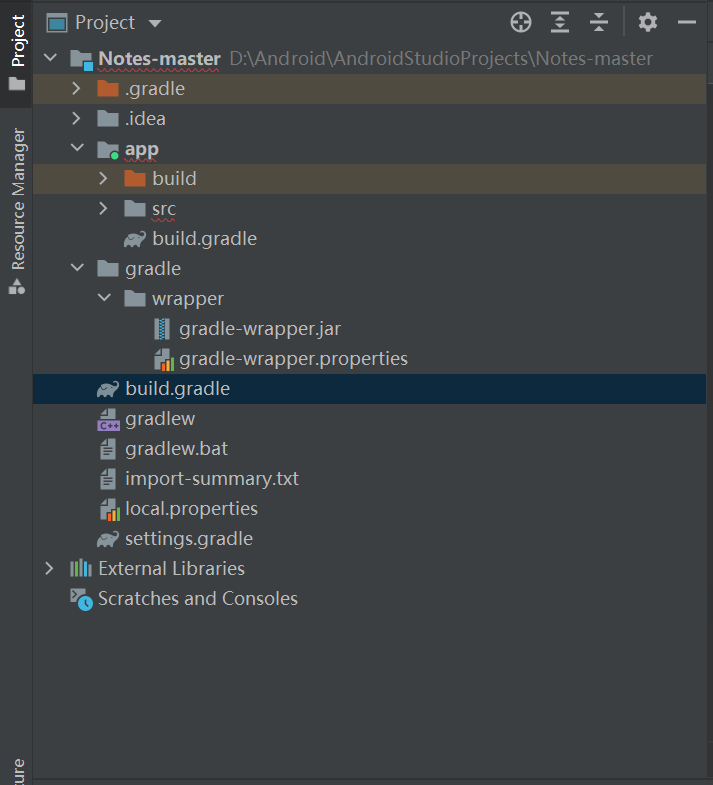 Project
Project
Resource Manager
Notes-master D:\Android\AndroidStudioProjects\Notes-master
.gradle
.idea
app
build
src
build.gradle
gradle
wrapper
gradle-wrapper.jar
gradle-wrapper.properties
build.gradle
C++
gradlew
gradlew.bat
import-summary.txt
local.properties
settings.gradle
External Libraries
Scratches and Consoles